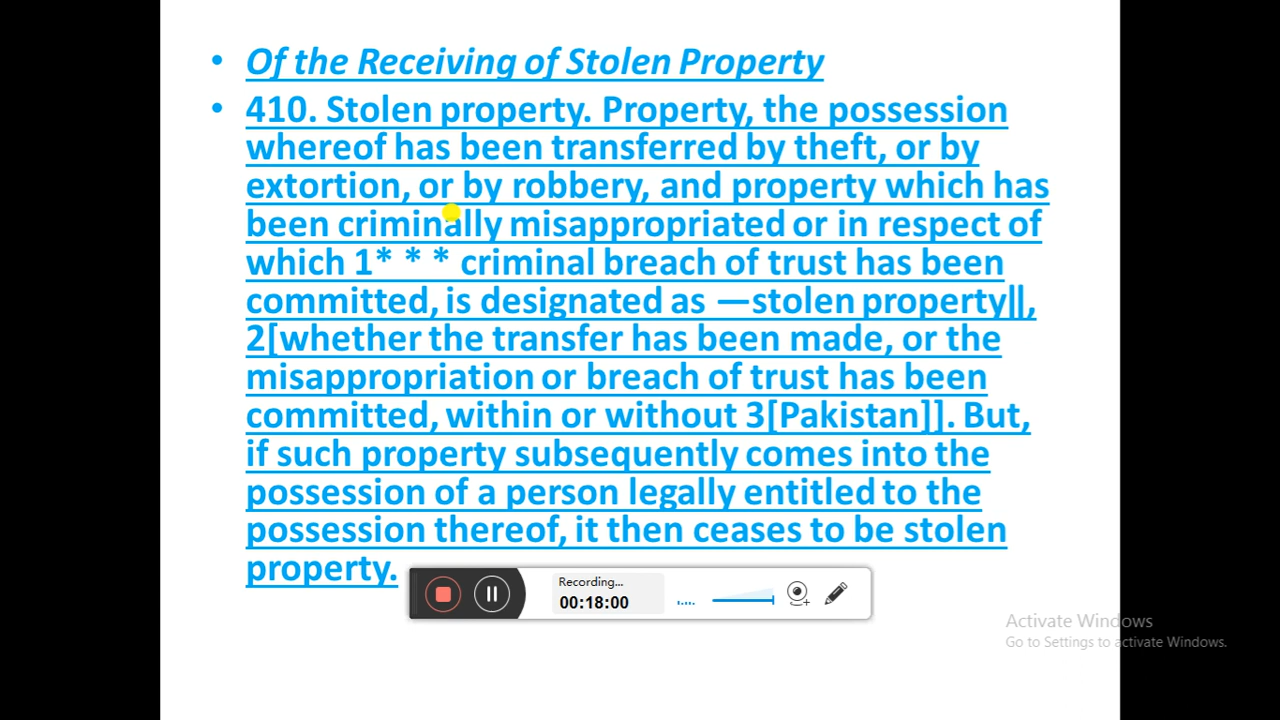 • Of the Receiving of Stolen Property
• 410. Stolen property. Property, the possession
whereof has been transferred by theft, or by
extortion, or by robbery, and property which has
been criminally misappropriated or in respect of
which 1* * * criminal breach of trust has been
committed, is designated as ―stolen property‖,
2[whether the transfer has been made, or the
misappropriation or breach of trust has been
committed, within or without 3[Pakistan]]. But,
if such property subsequently comes into the
possession of a person legally entitled to the
possession thereof, it then ceases to be stolen
property.
Recording...
00:18:00
Activate Windows
Go to Settings to activate Windows.